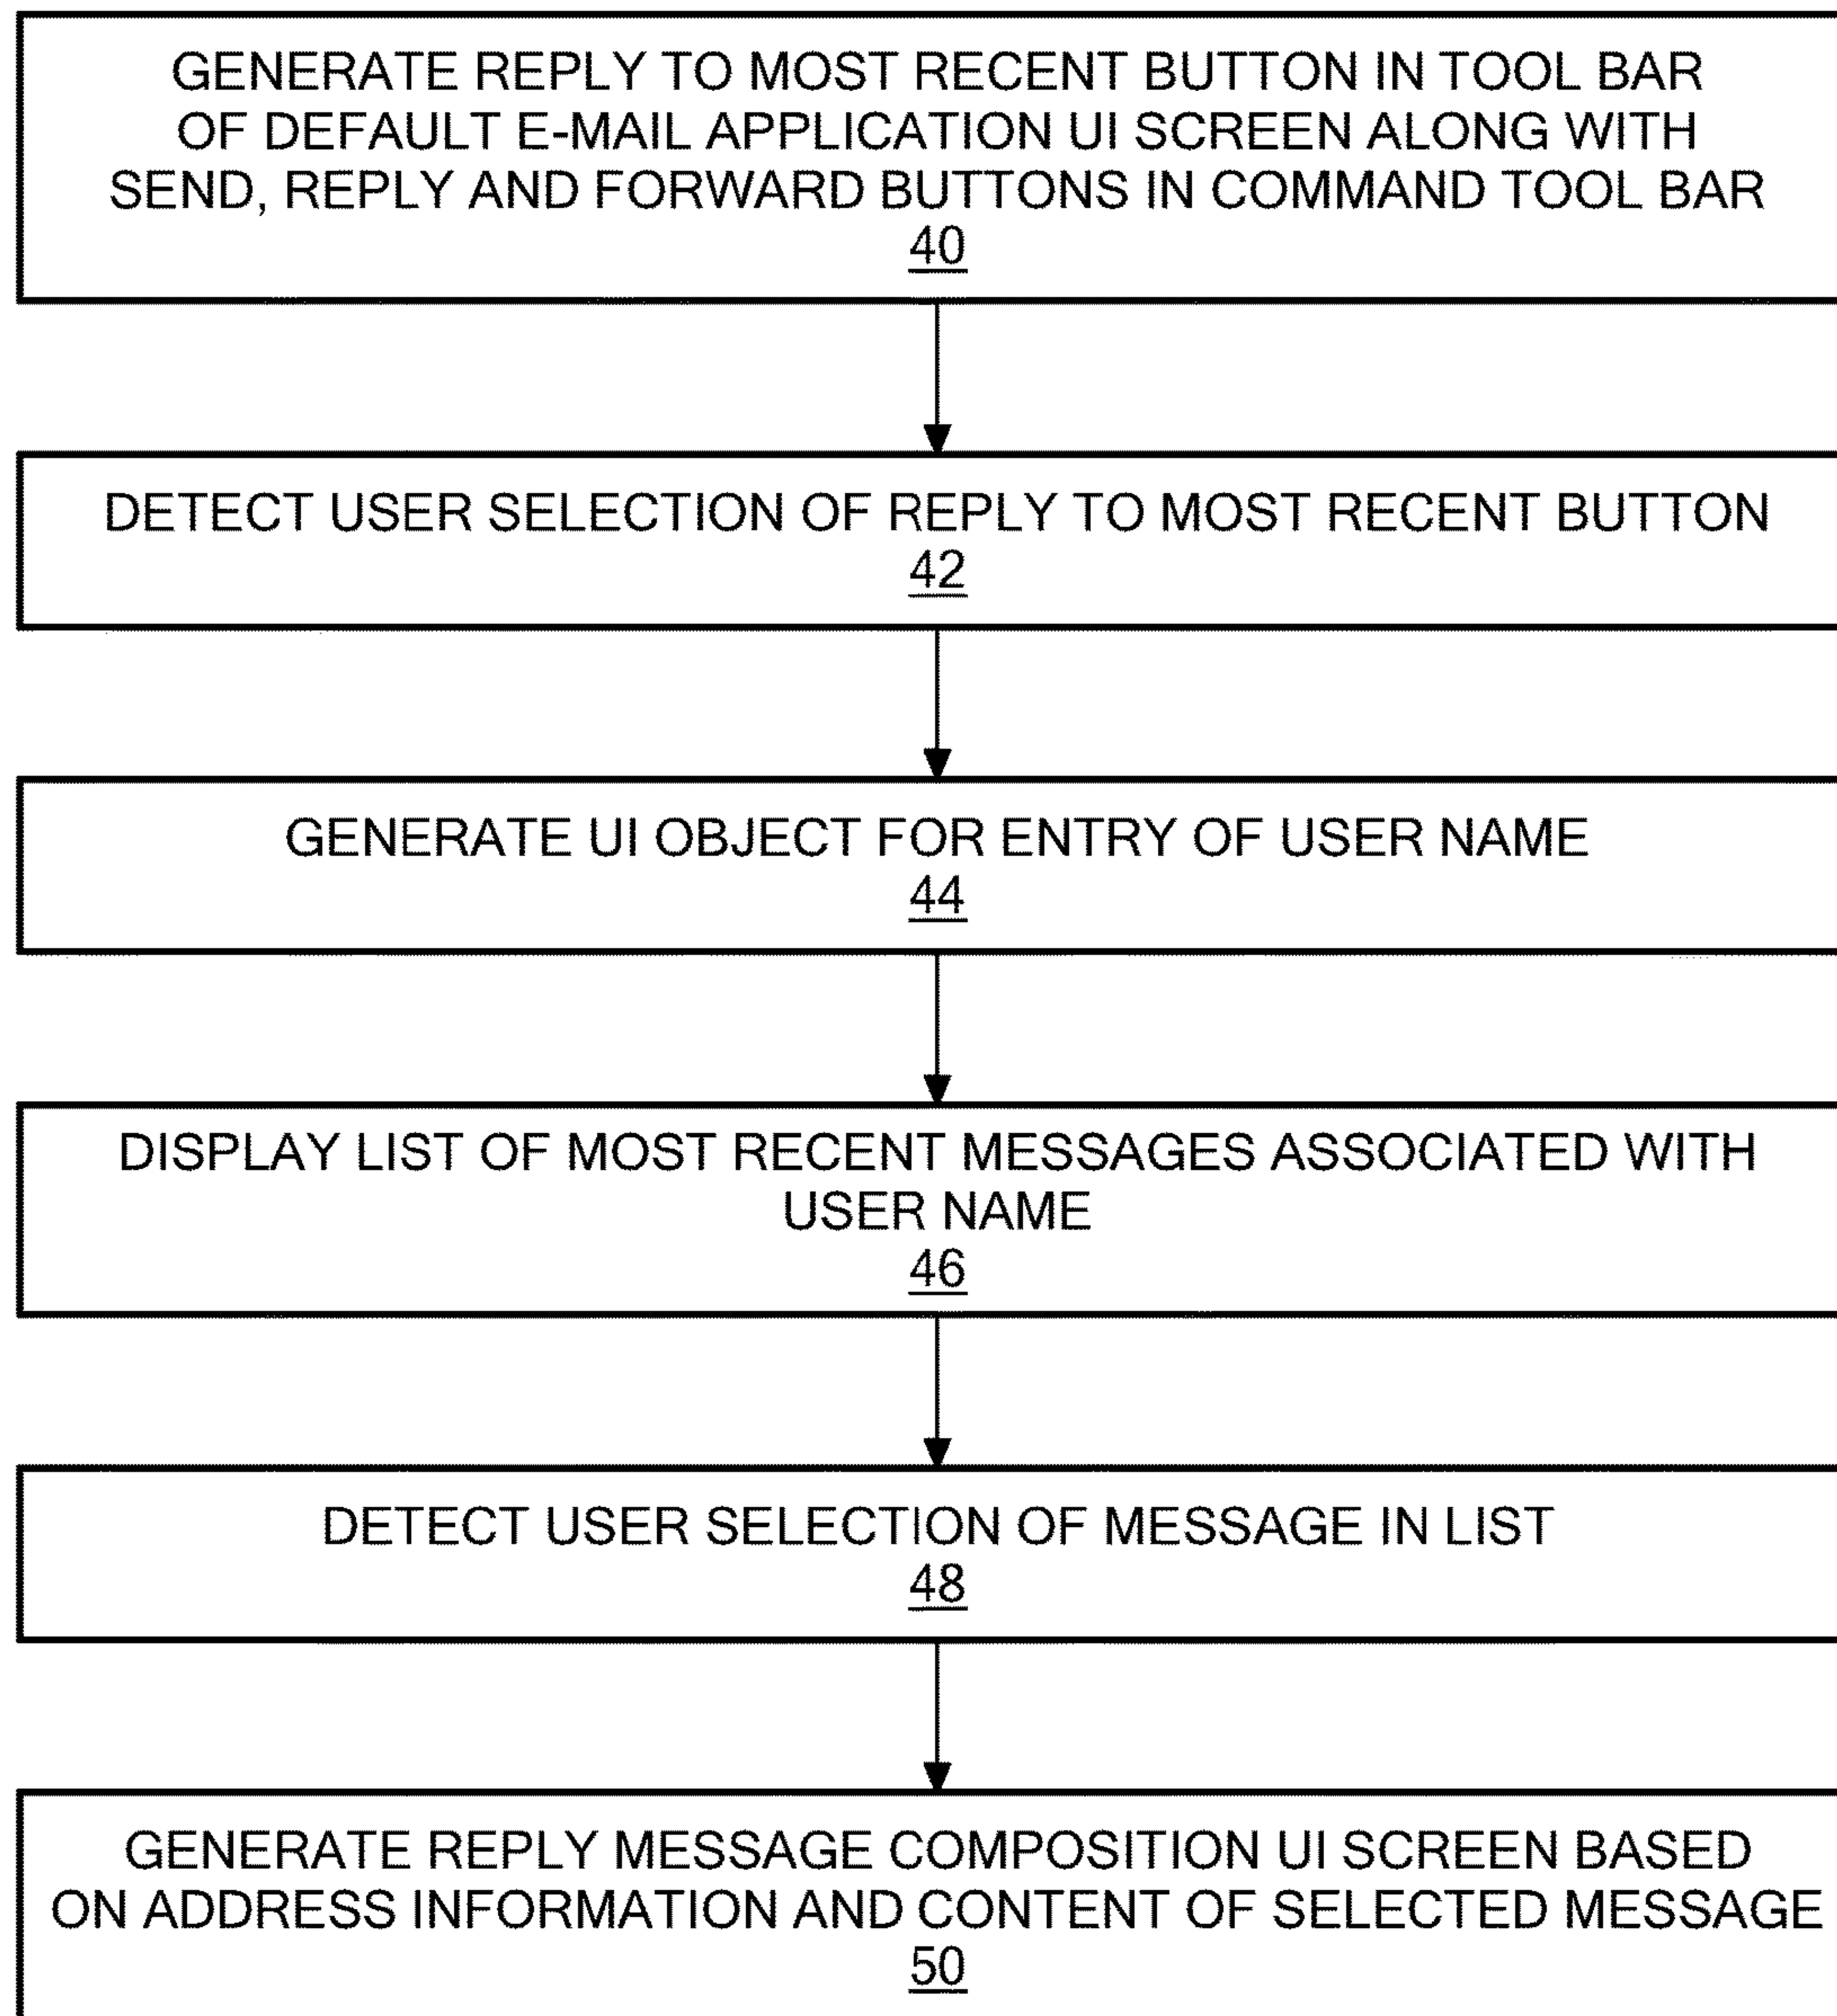 GENERATE REPLY TO MOST RECENT BUTTON IN TOOL BAR
OF DEFAULT E-MAIL APPLICATION UI SCREEN ALONG WITH
SEND, REPLY AND FORWARD BUTTONS IN COMMAND TOOL BAR
40
DETECT USER SELECTION OF REPLY TO MOST RECENT BUTTON
42
GENERATE UI OBJECT FOR ENTRY OF USER NAME
44
DISPLAY LIST OF MOST RECENT MESSAGES ASSOCIATED WITH
USER NAME
46
DETECT USER SELECTION OF MESSAGE IN LIST
48
GENERATE REPLY MESSAGE COMPOSITION UI SCREEN BASED
ON ADDRESS INFORMATION AND CONTENT OF SELECTED MESSAGE
50